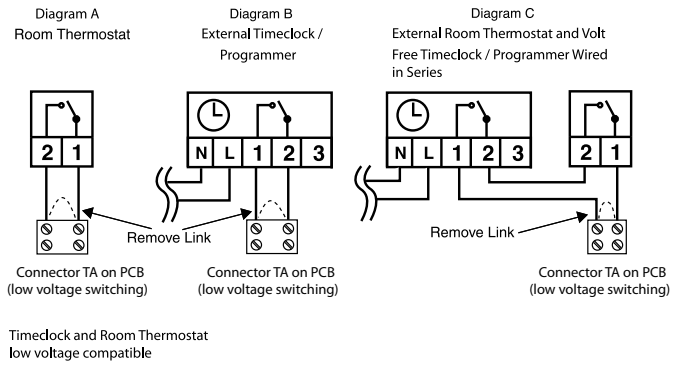 Diagram A
Room Thermostat
Diagram B
External Timeclock /
Programmer
Diagram C
External Room Thermostat and Volt
Free Timeclock / Programmer Wired
in Series
2 1
N L 1 2 3
N L 1 2 3
2 1
Remove Link
Remove Link
Connector TA on PCB
(low voltage switching)
Connector TA on PCB
(low voltage switching)
Connector TA on PCB
(low voltage switching)
Timeclock and Room Thermostat
low voltage compatible